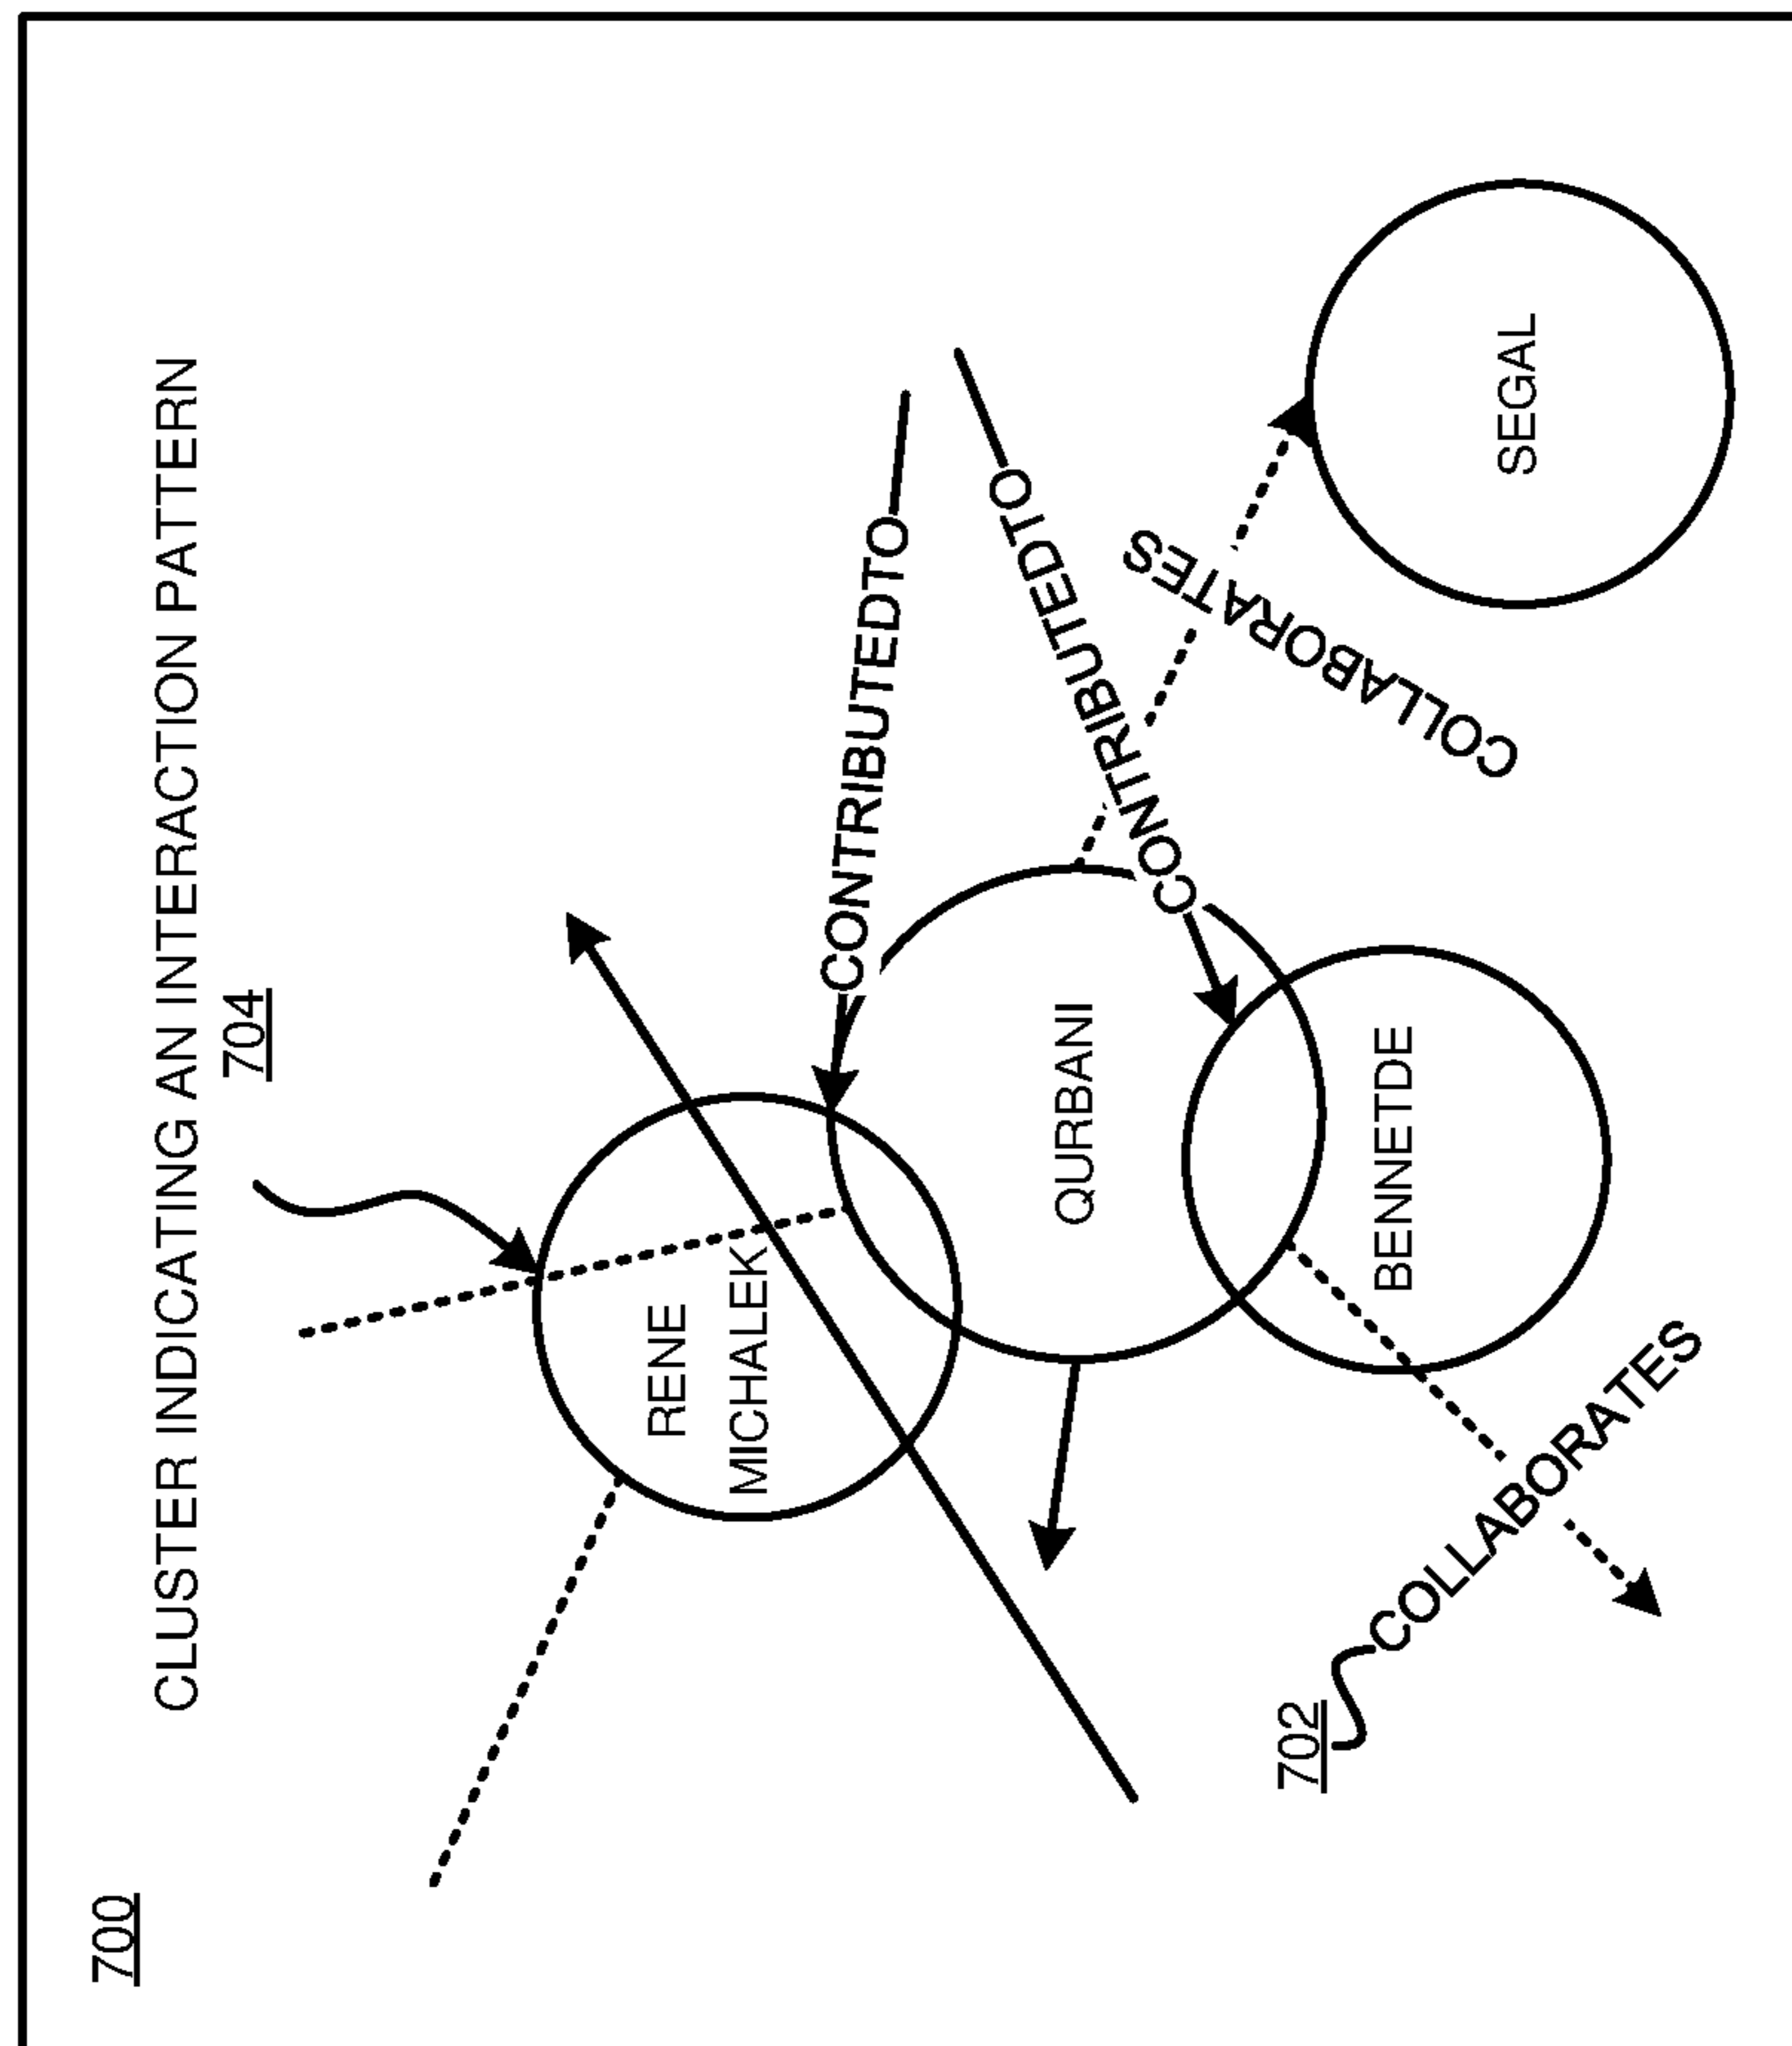 700
CLUSTER INDICATING AN INTERACTION PATTERN
704
RENE
MICHALEK
CONTRIBUTEDTO
CONTRIBUTEDTO
QURBANI
COLLABORATES
BENNETDE
SEGAL
702
COLLABORATES